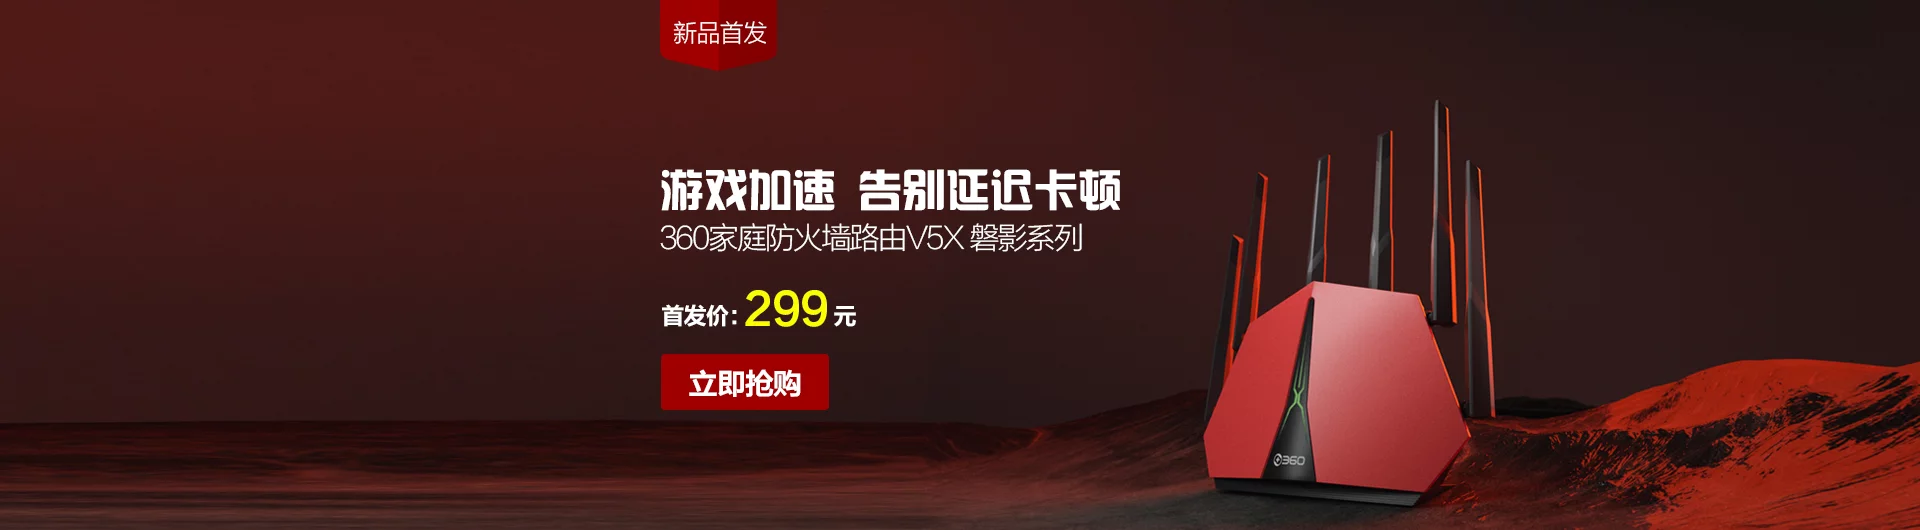 新品首发
游戏加速 告别延迟卡顿
360家庭防火墙路由V5X 磐影系列
首发价: 299 元
立即抢购
360